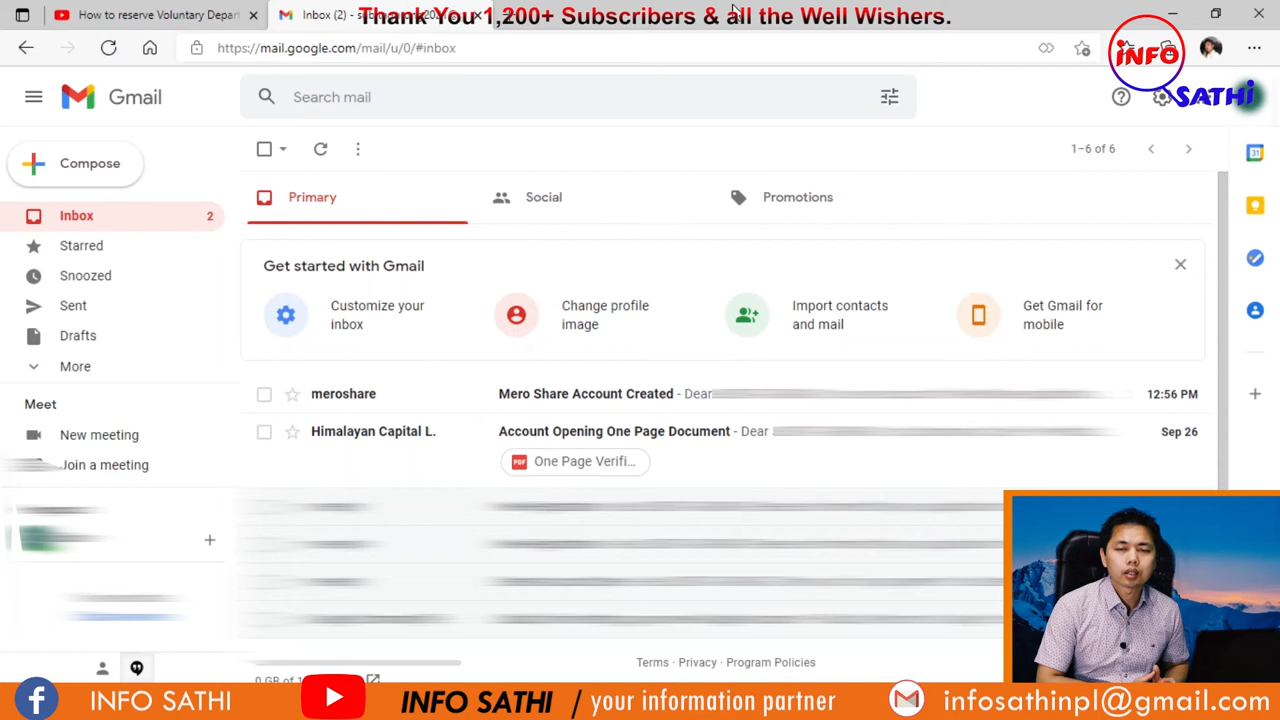 How to reserve Voluntary Depar
Inbox (2) -
Thank You 1,200+ Subscribers & all the Well Wishers.
https://mail.google.com/mail/u/0/#inbox
INFO
SATHi
Gmail
Search mail
Compose
1–6 of 6
31
Primary
Social
Promotions
Inbox
2
Starred
Snoozed
Sent
Drafts
More
Get started with Gmail
Customize your
inbox
Change profile
image
Import contacts
and mail
Get Gmail for
mobile
meroshare
Mero Share Account Created - Dear
12:56 PM
Himalayan Capital L.
Account Opening One Page Document - Dear
Sep 26
PDF
One Page Verifi...
Meet
New meeting
Join a meeting
Terms · Privacy · Program Policies
INFO SATHI
INFO SATHI / your information partner
infosathinpl@gmail.com